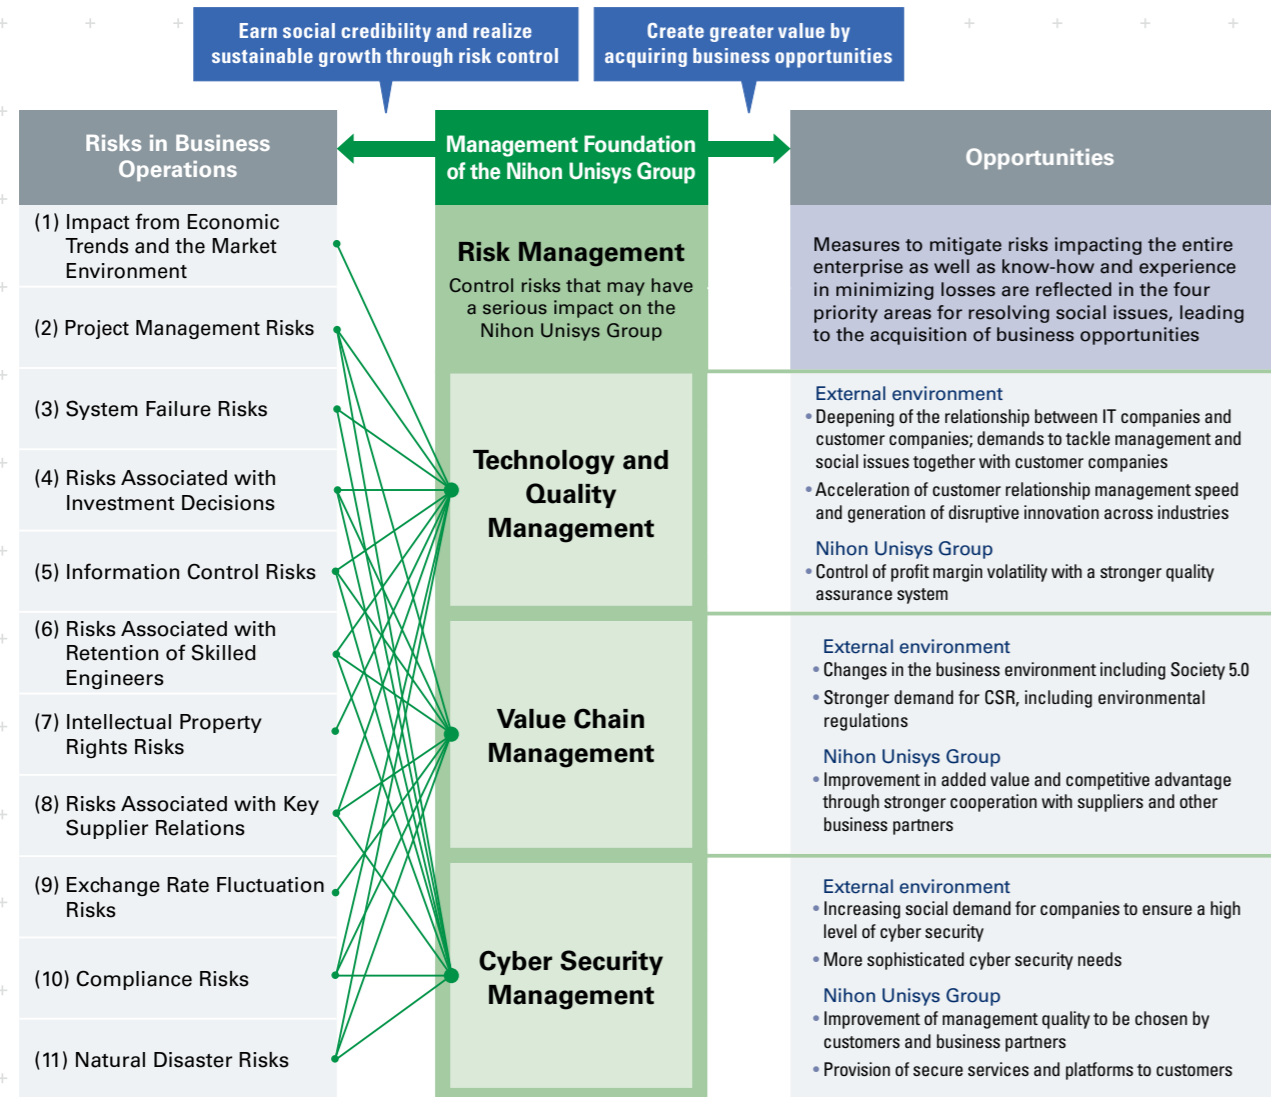 Earn social credibility and realize
sustainable growth through risk control
Create greater value by
acquiring business opportunities
Risks in Business
Operations
Management Foundation
of the Nihon Unisys Group
Opportunities
(1) Impact from Economic
Trends and the Market
Environment
(2) Project Management Risks
(3) System Failure Risks
(4) Risks Associated with
Investment Decisions
(5) Information Control Risks
(6) Risks Associated with
Retention of Skilled
Engineers
(7) Intellectual Property
Rights Risks
(8) Risks Associated with Key
Supplier Relations
(9) Exchange Rate Fluctuation
Risks
(10) Compliance Risks
(11) Natural Disaster Risks
Risk Management
Control risks that may have
a serious impact on the
Nihon Unisys Group
Technology and
Quality
Management
Value Chain
Management
Cyber Security
Management
Measures to mitigate risks impacting the entire
enterprise as well as know-how and experience
in minimizing losses are reflected in the four
priority areas for resolving social issues, leading
to the acquisition of business opportunities
External environment
• Deepening of the relationship between IT companies and
customer companies; demands to tackle management and
social issues together with customer companies
• Acceleration of customer relationship management speed
and generation of disruptive innovation across industries
Nihon Unisys Group
• Control of profit margin volatility with a stronger quality
assurance system
External environment
• Changes in the business environment including Society 5.0
• Stronger demand for CSR, including environmental
regulations
Nihon Unisys Group
• Improvement in added value and competitive advantage
through stronger cooperation with suppliers and other
business partners
External environment
• Increasing social demand for companies to ensure a high
level of cyber security
• More sophisticated cyber security needs
Nihon Unisys Group
• Improvement of management quality to be chosen by
customers and business partners
• Provision of secure services and platforms to customers